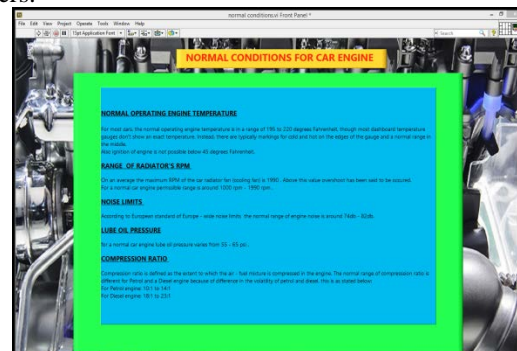 ers.
normal conditions.vi Front Panel *
File Edit View Project Operate Tools Window Help
15pt Application Font
Search
NORMAL CONDITIONS FOR CAR ENGINE
NORMAL OPERATING ENGINE TEMPERATURE
For most cars the normal operating engine temperature is in a range of 190 to 220 degrees Fahrenheit, though most dashboard temperature
gauges don't show an exact temperature. Instead, there are typically markings for cold and hot on the edges of the gauge and a normal range in
the middle.
Also ignition of engine is not possible below 40 degrees Fahrenheit.
RANGE OF RADIATOR'S RPM
On an average the maximum RPM of the car radiator fan (cooling fan) is 1990 . Above this value overshoot has been said to be occured.
For a normal car engine permissible range is around 1000 rpm - 1990 rpm..
NOISE LIMITS
According to European standard of Europe - wide noise limits the normal range of engine noise is around 74db - 82db.
LUBE OIL PRESSURE
for a normal car engine lube oil pressure varies from 55 - 65 psi..
COMPRESSION RATIO
Compression ratio is defined as the extent to which the air - fuel mixture is compressed in the engine. The normal range of compression ratio is
different for Petrol and a Diesel engine because of difference in the volatility of petrol and diesel. this is as stated below:
For Petrol engine: 10:1 to 14:1
For Diesel engine: 18:1 to 23:1